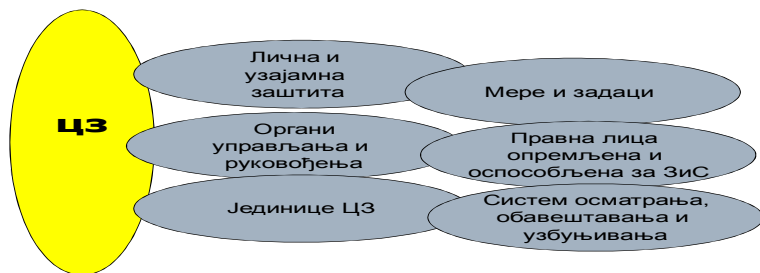 ЦЗ
Лична и
узајамна
заштита
Мере и задаци
Органи
управљања и
руковођења
Правна лица
опремљена и
оспособљена за ЗиС
Јединице ЦЗ
Систем осматрања,
обавештавања и
узбуњивања